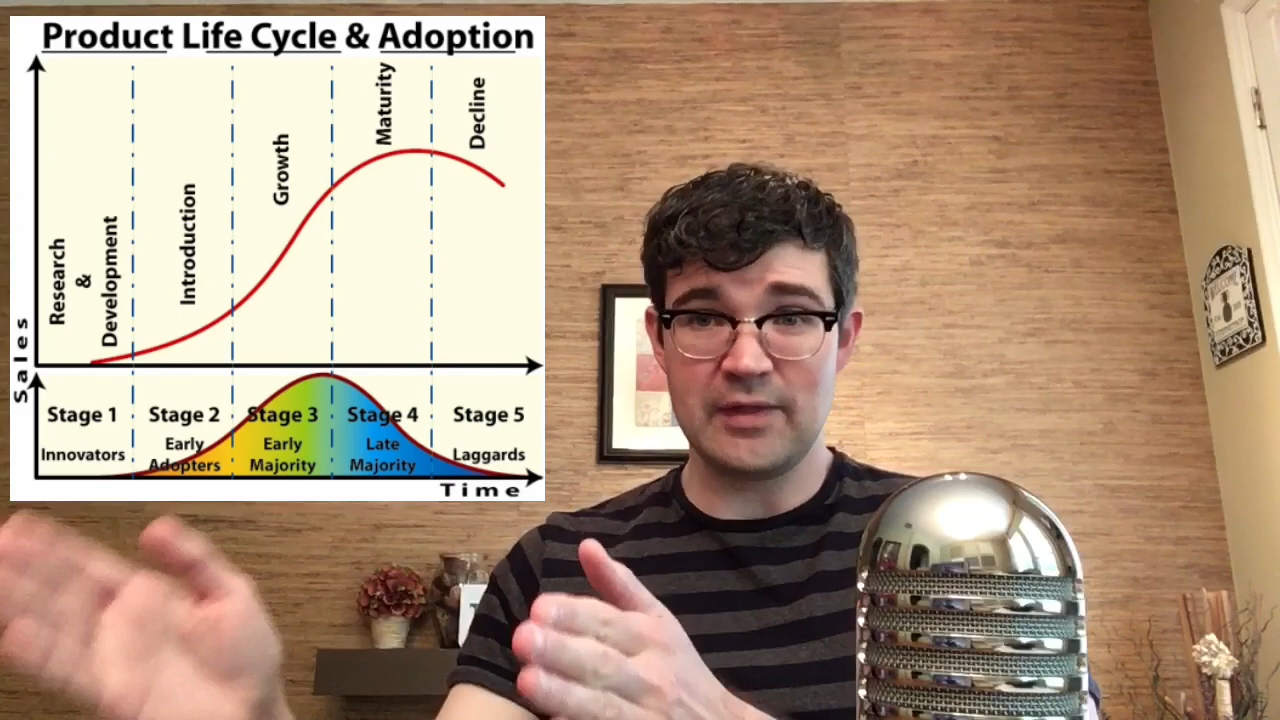 Product Life Cycle & Adoption
Sales
Research
&
Development
Introduction
Growth
Maturity
Decline
Stage 1
Innovators
Stage 2
Early
Adopters
Stage 3
Early
Majority
Stage 4
Late
Majority
Stage 5
Laggards
Time
WELCOME